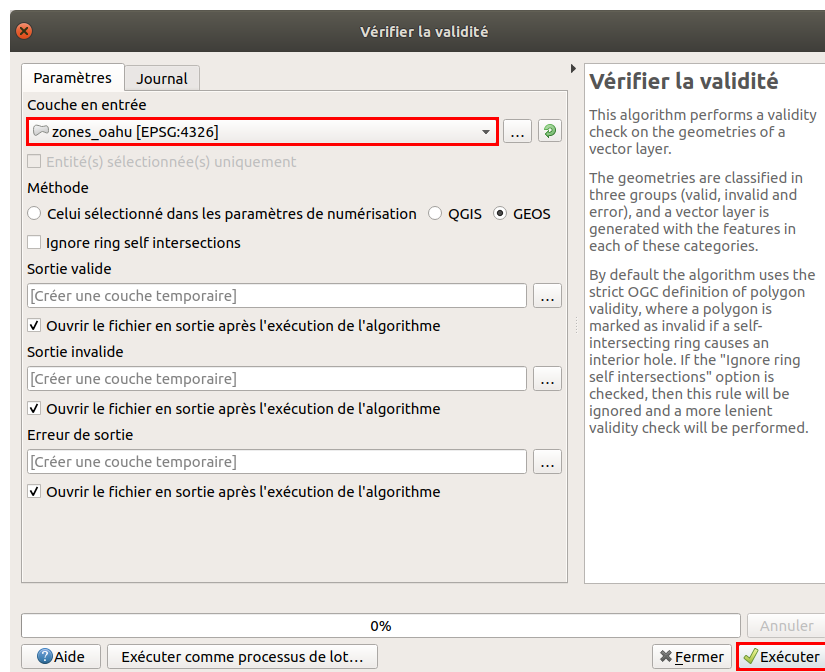 Vérifier la validité
Paramètres
Journal
Couche en entrée
zones_oahu [EPSG:4326]
...
Entité(s) sélectionnée(s) uniquement
Méthode
Celui sélectionné dans les paramètres de numérisation
QGIS
GEOS
Ignore ring self intersections
Sortie valide
[Créer une couche temporaire]
...
Ouvrir le fichier en sortie après l'exécution de l'algorithme
Sortie invalide
[Créer une couche temporaire]
...
Ouvrir le fichier en sortie après l'exécution de l'algorithme
Erreur de sortie
[Créer une couche temporaire]
...
Ouvrir le fichier en sortie après l'exécution de l'algorithme
Vérifier la validité
This algorithm performs a validity
check on the geometries of a
vector layer.
The geometries are classified in
three groups (valid, invalid and
error), and a vector layer is
generated with the features in
each of these categories.
By default the algorithm uses the
strict OGC definition of polygon
validity, where a polygon is
marked as invalid if a self-
intersecting ring causes an
interior hole. If the "Ignore ring
self intersections" option is
checked, then this rule will be
ignored and a more lenient
validity check will be performed.
0%
Annuler
Aide
Exécuter comme processus de lot…
Fermer
Exécuter